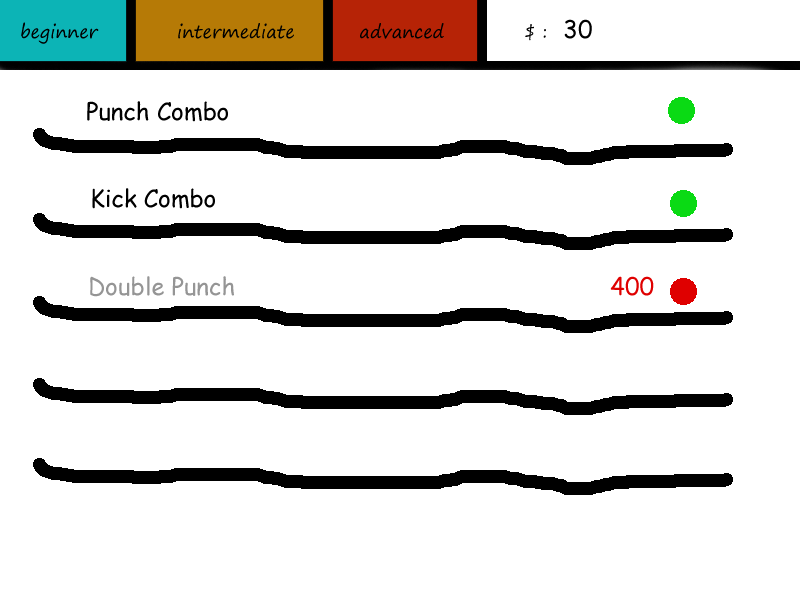 beginner intermediate advanced $ : 30
Punch Combo
Kick Combo
Double Punch 400